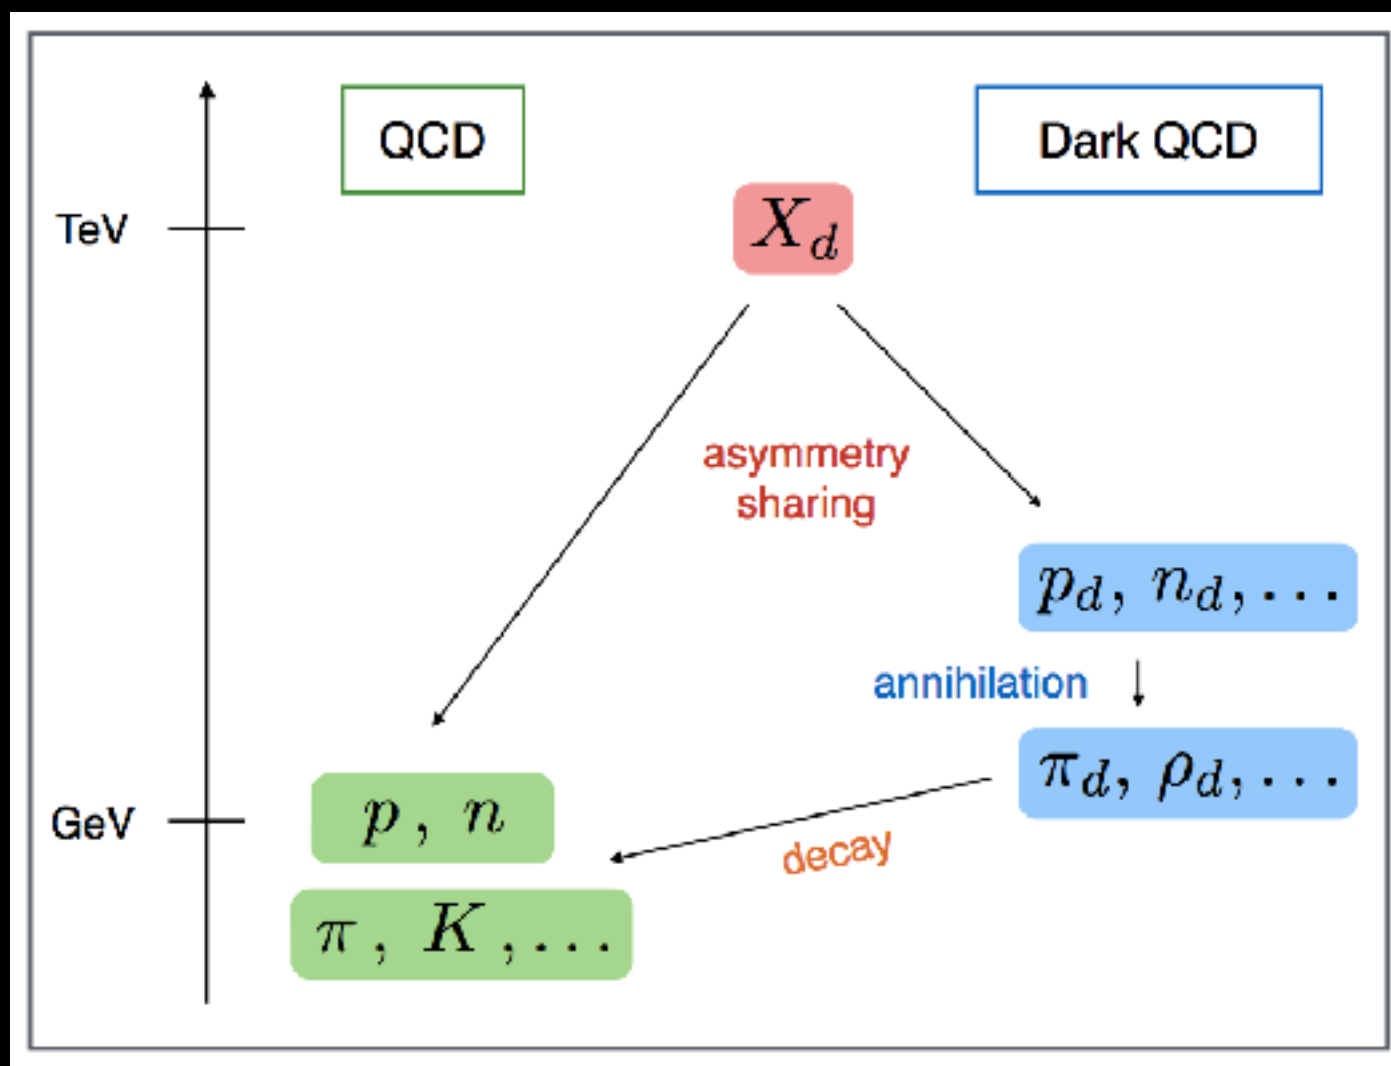 QCD
Dark QCD
TeV
X_d
asymmetry
sharing
p_d, n_d, ...
annihilation
π_d, ρ_d, ...
GeV
p, n
decay
π, K, ...